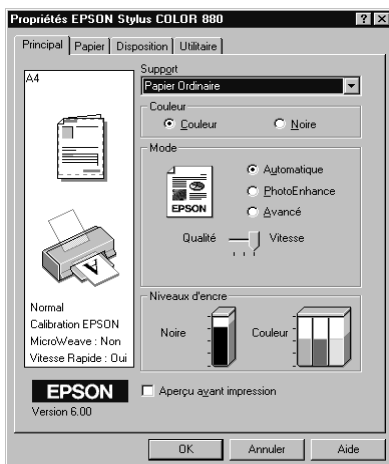 Propriétés EPSON Stylus COLOR 880
Principal Papier Disposition Utilitaire
A4
Support
Papier Ordinaire
Couleur
Couleur Noire
Mode
EPSON
Automatique
PhotoEnhance
Avancé
Qualité Vitesse
Normal
Calibration EPSON
MicroWeave : Non
Vitesse Rapide : Oui
Niveaux d'encre
Noire Couleur
EPSON
Version 6.00
Aperçu avant impression
OK Annuler Aide